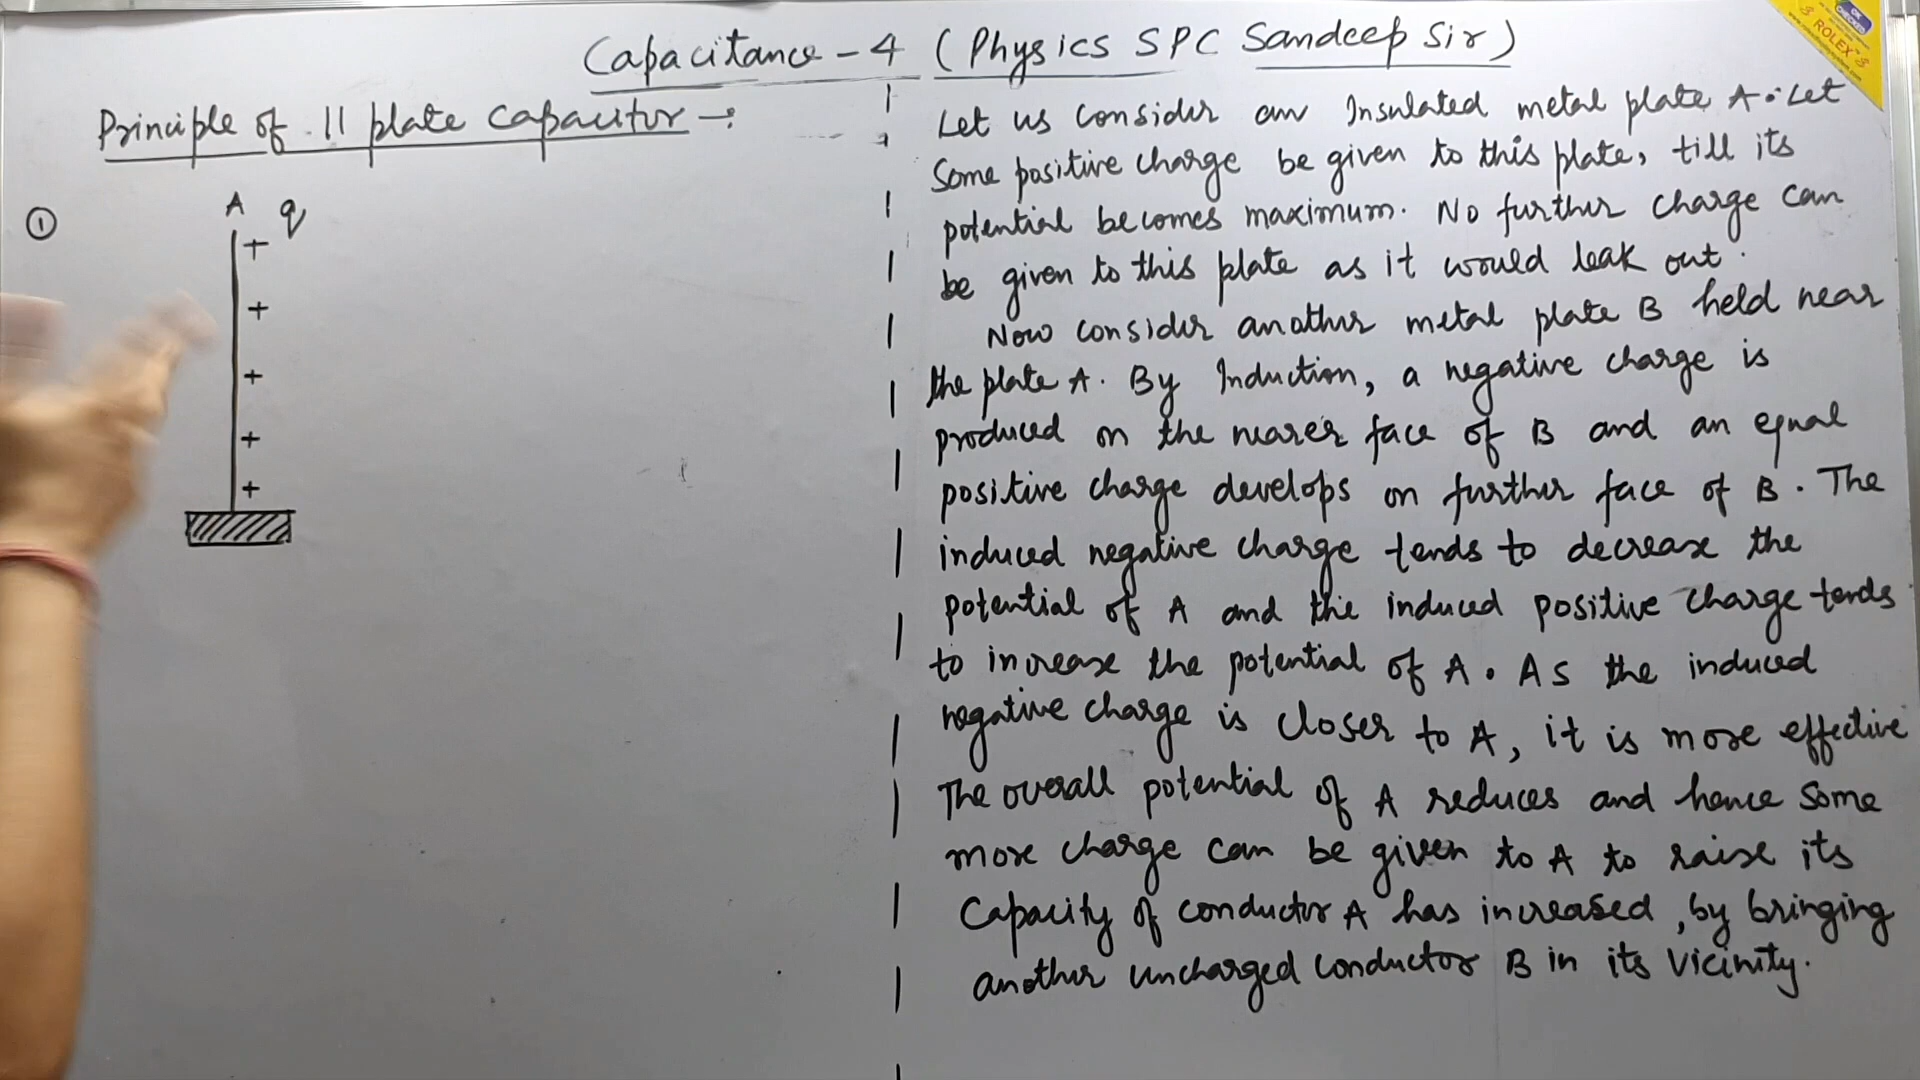 Capacitance - 4 (Physics SPC Sandeep Sir)
Principle of || plate capacitor -:
①
A q
+
+
+
+
+
Let us consider an Insulated metal plate A. Let
Some positive charge be given to this plate, till its
potential becomes maximum. No further charge can
be given to this plate as it would leak out.
Now consider another metal plate B held near
the plate A. By Induction, a negative charge is
produced on the nearer face of B and an equal
positive charge develops on further face of B. The
induced negative charge tends to decrease the
potential of A and the induced positive charge tends
to increase the potential of A. As the induced
negative charge is closer to A, it is more effective
The overall potential of A reduces and hence some
more charge can be given to A to raise its
Capacity of conductor A has increased, by bringing
another uncharged conductor B in its vicinity.
OK
CHECKED
ROLEX